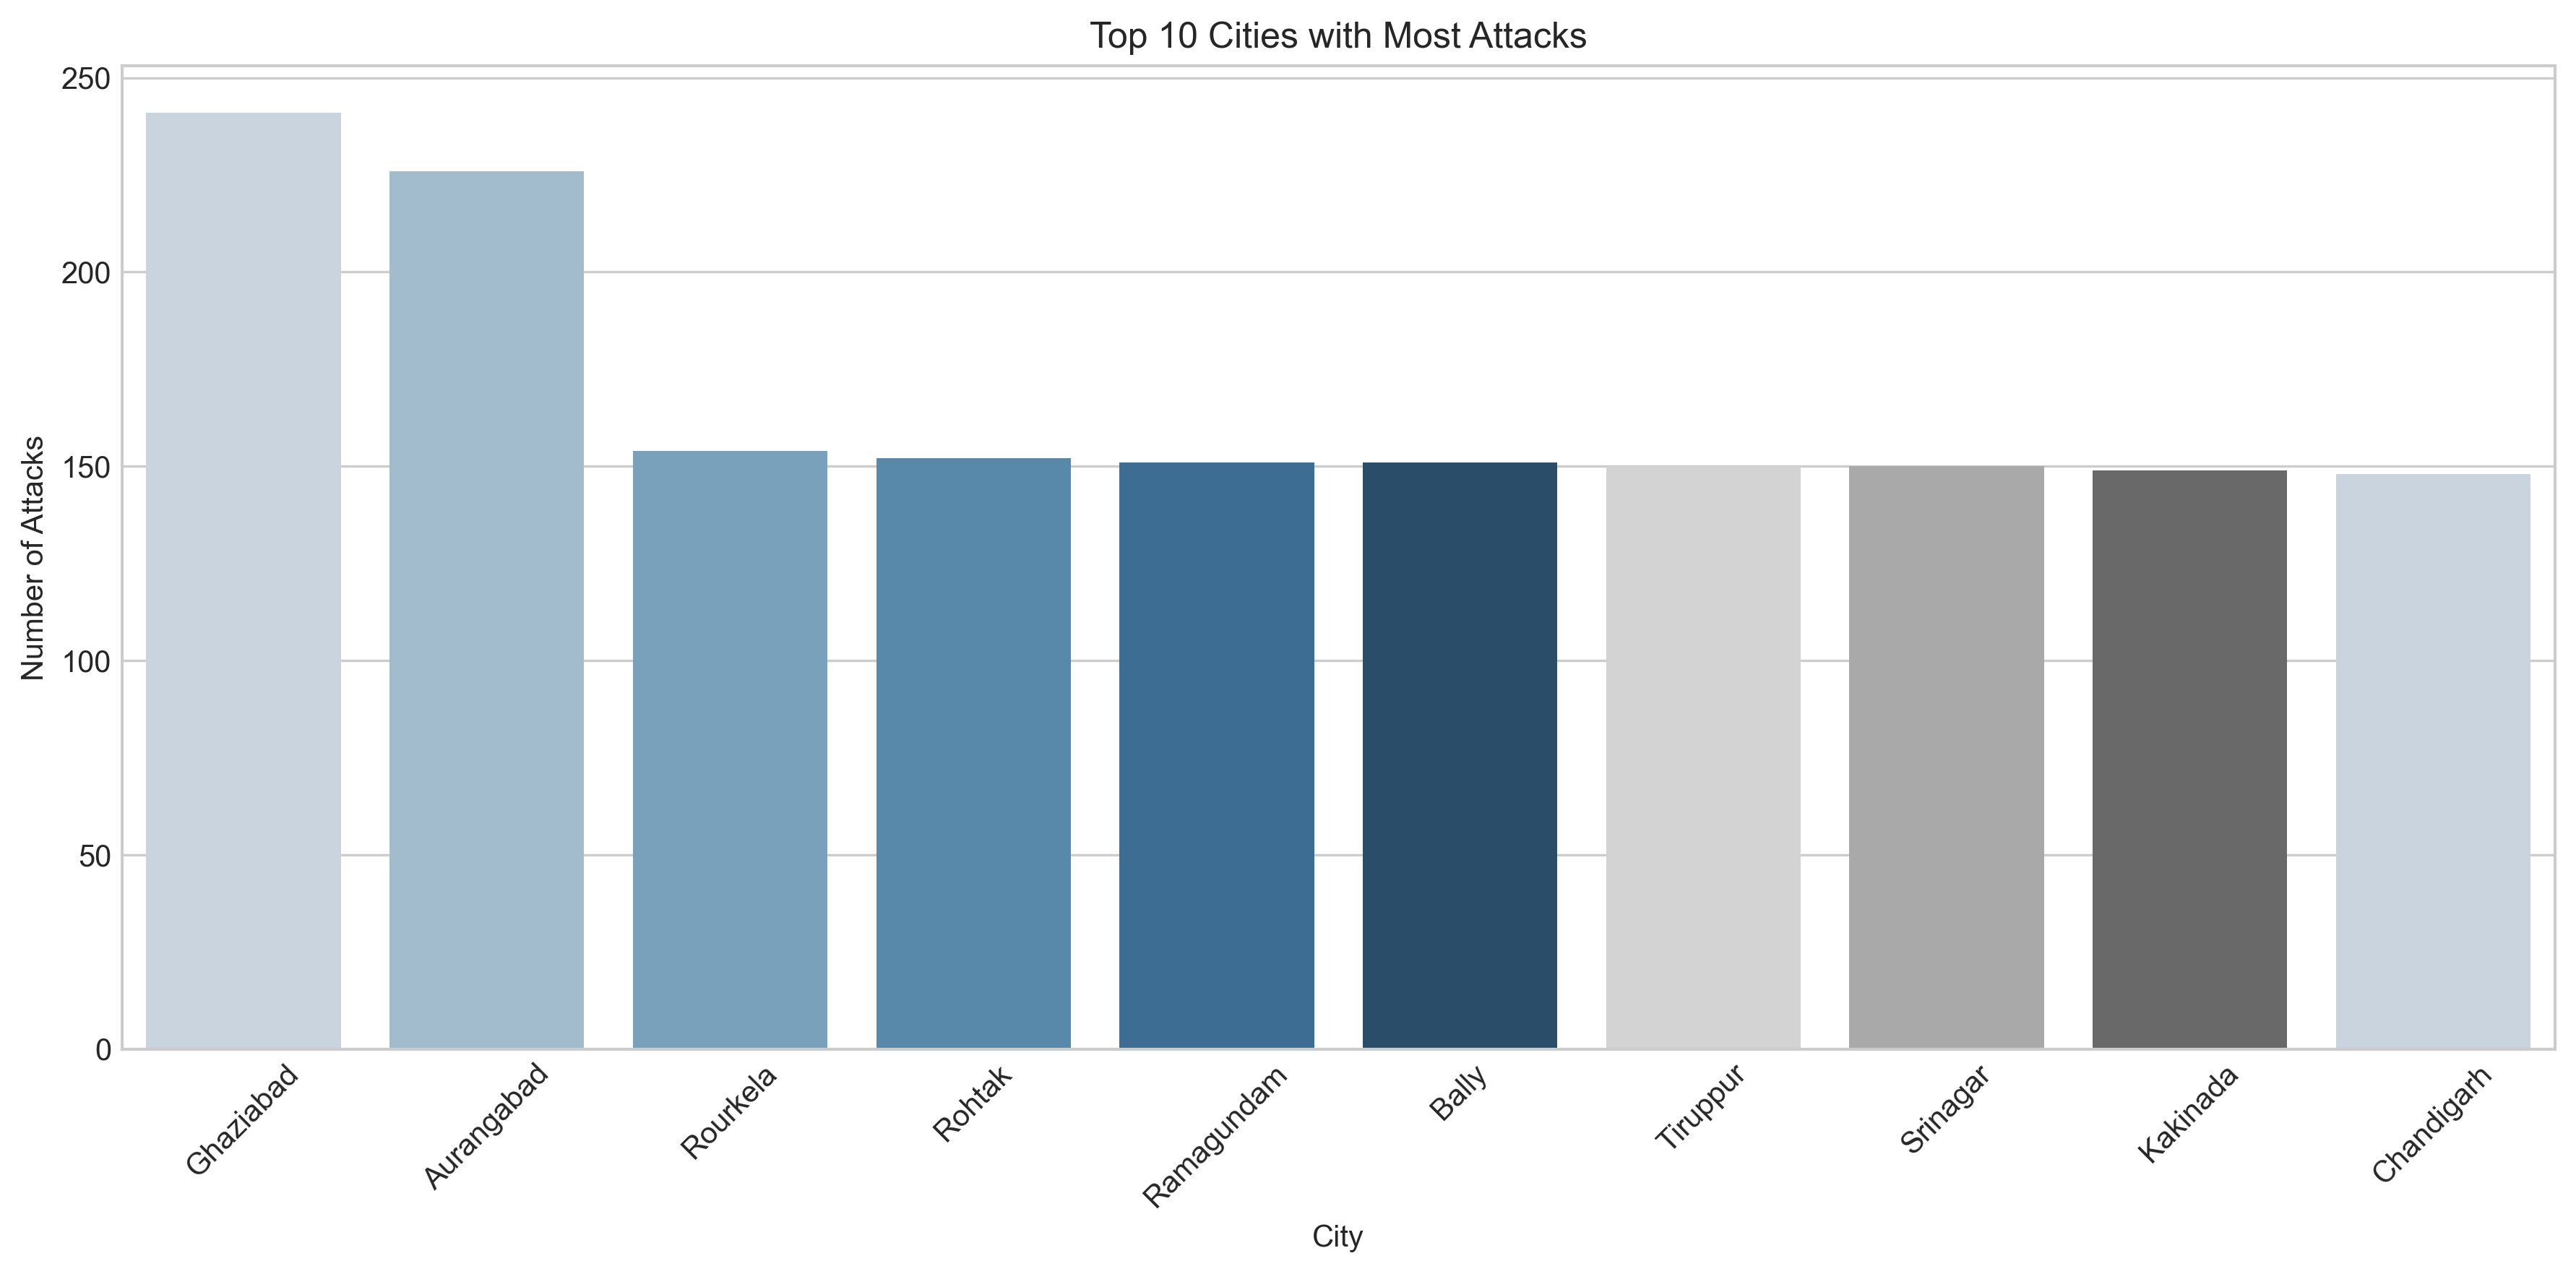 Top 10 Cities with Most Attacks
Number of Attacks
250
200
150
100
50
0
Ghaziabad
Aurangabad
Rourkela
Rohtak
Ramagundam
Bally
Tiruppur
Srinagar
Kakinada
Chandigarh
City